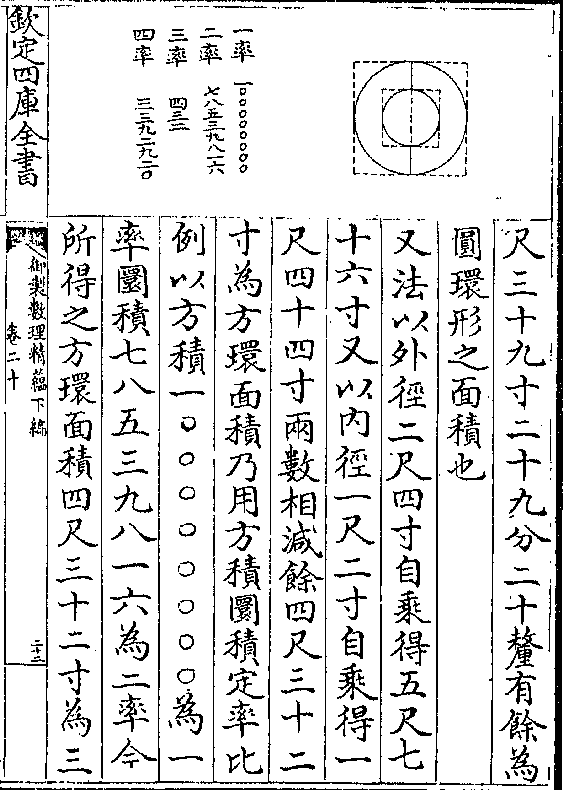 尺三十九寸二十九分二十釐有餘為
圓環形之面積也
又法以外徑二尺四寸自乘得五尺七
十六寸又以内徑一尺二寸自乘得一
尺四十四寸兩數相減餘四尺三十二
寸為方環面積乃用方積圜積定率比
例以方積一〇〇〇〇〇〇〇〇為一
率圜積七八五三九八一六為二率今
所得之方環面積四尺三十二寸為三
一率 一〇〇〇〇〇〇〇〇
二率 七八五三九八一六
三率 四三二
四率 三三九二九二〇
欽定四庫全書
御製數理精蘊下編
卷二十
二十二